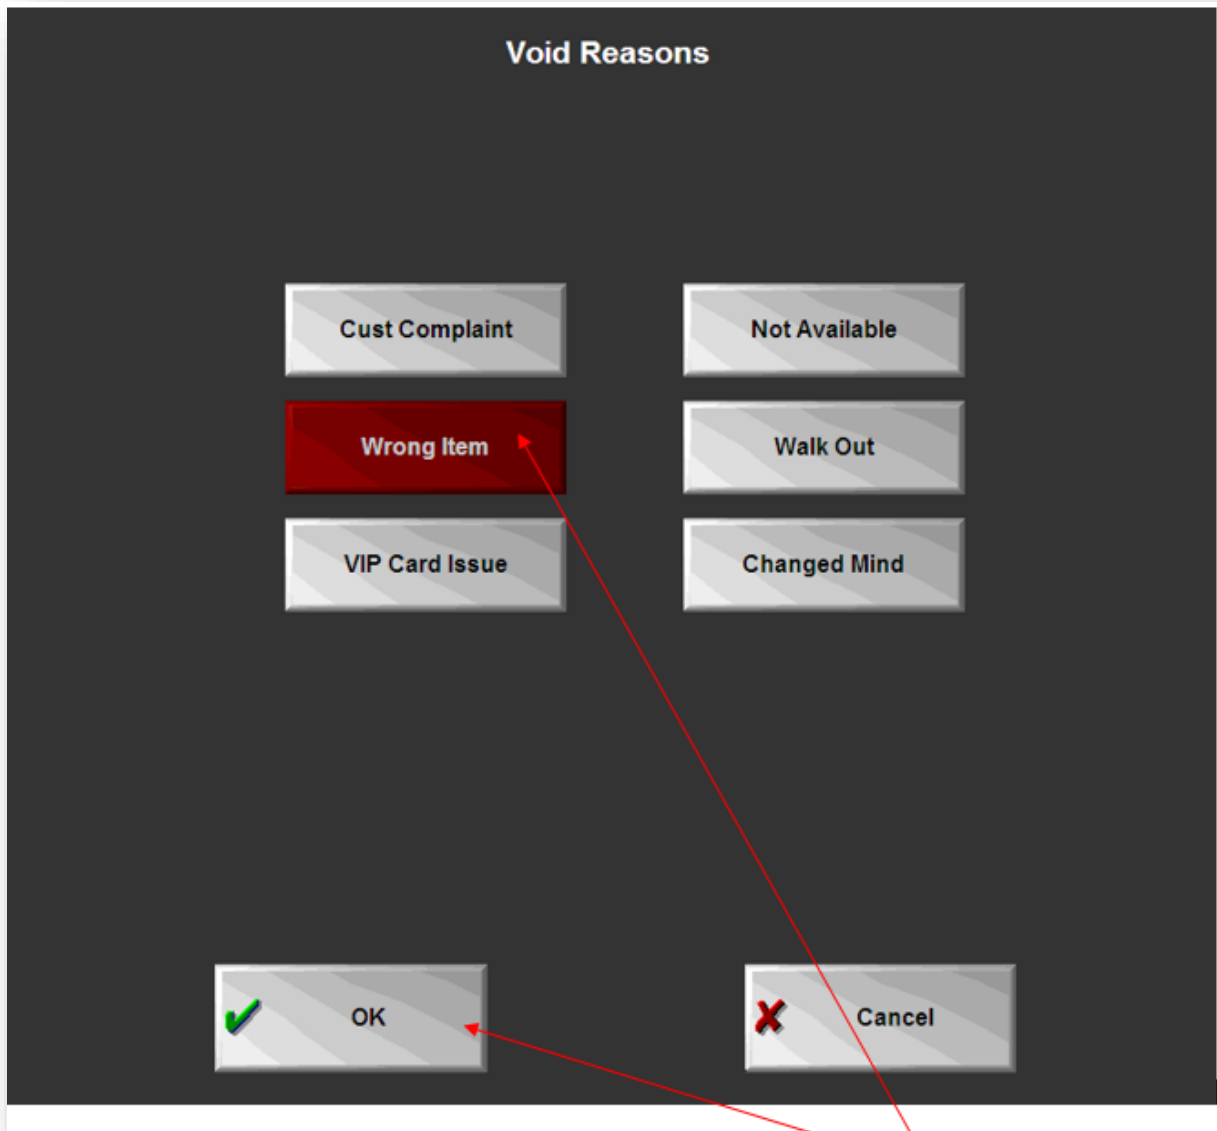 Void Reasons
Cust Complaint
Not Available
Wrong Item
Walk Out
VIP Card Issue
Changed Mind
OK
Cancel